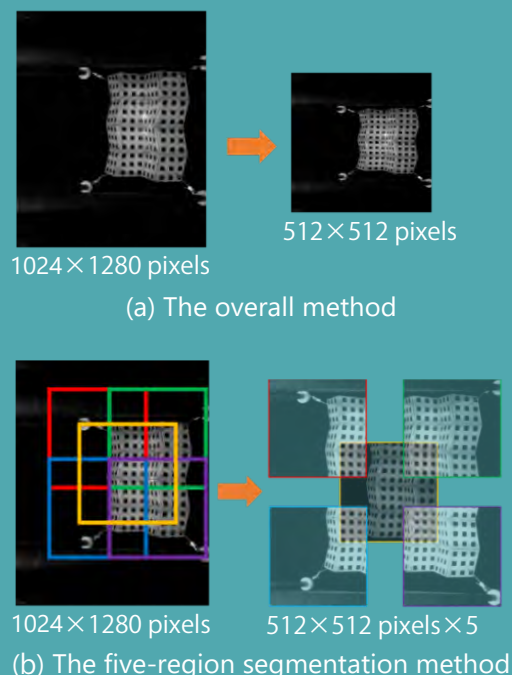 1024×1280 pixels
512×512 pixels
(a) The overall method
1024×1280 pixels
512×512 pixels×5
(b) The five-region segmentation method